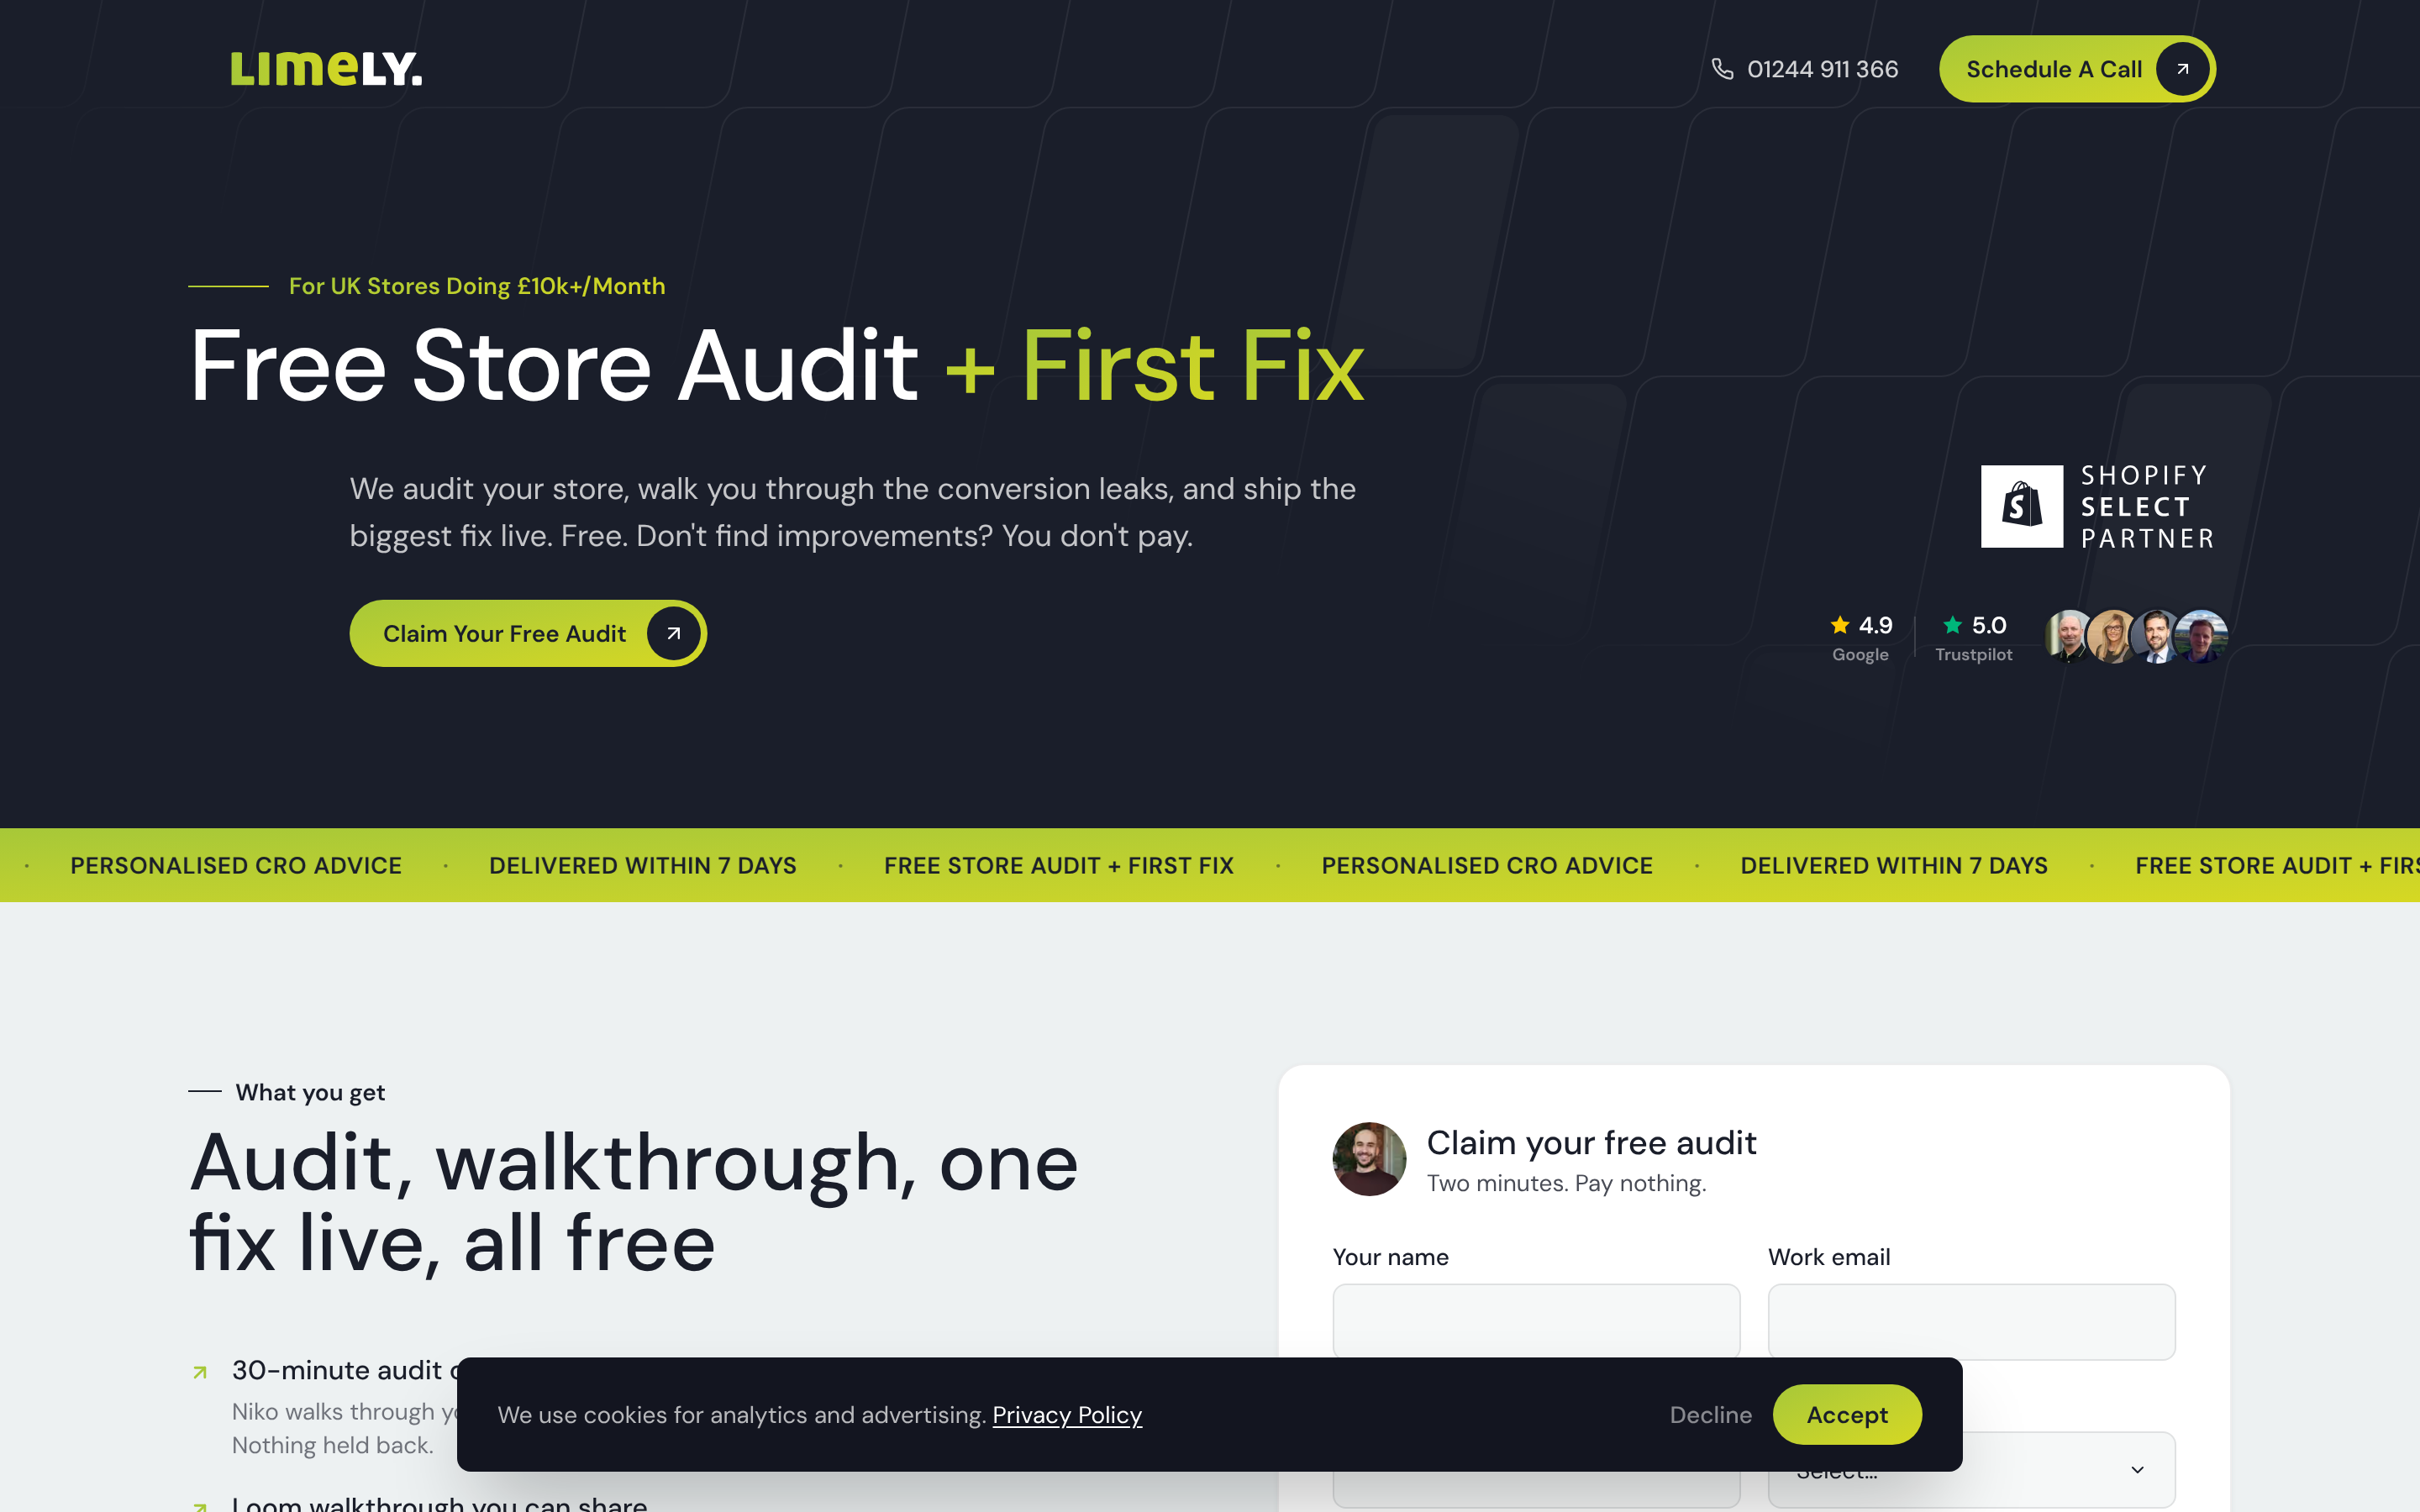 LIMELY.
01244 911 366
Schedule A Call
For UK Stores Doing £10k+/Month
Free Store Audit + First Fix
We audit your store, walk you through the conversion leaks, and ship the
biggest fix live. Free. Don't find improvements? You don't pay.
Claim Your Free Audit
SHOPIFY
SELECT
PARTNER
4.9
Google
5.0
Trustpilot
· PERSONALISED CRO ADVICE · DELIVERED WITHIN 7 DAYS · FREE STORE AUDIT + FIRST FIX · PERSONALISED CRO ADVICE · DELIVERED WITHIN 7 DAYS · FREE STORE AUDIT +
What you get
Audit, walkthrough, one
fix live, all free
30-minute audit
Niko walks through
Nothing held back.
Loom walkthrough you can share
Claim your free audit
Two minutes. Pay nothing.
Your name
Work email
Select...
We use cookies for analytics and advertising. Privacy Policy
Decline
Accept